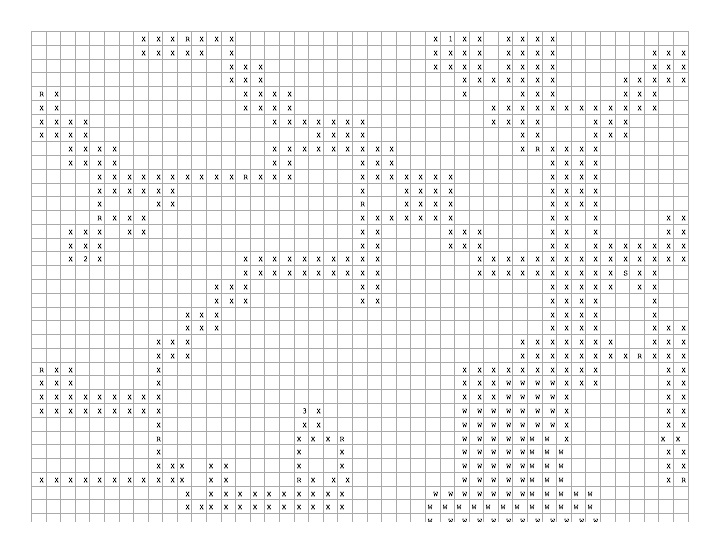 X X X R X X X X 1 X X X X X X
X X X X X X X X X X X X X X X X X
X X X X X X X X X X X X X X
X X X X X X X X X X X X X X X
R X X X X X X X X X X X X
X X X X X X X X X X X X X X X X X X
X X X X X X X X X X X X X X X X X X
X X X X X X X X X X X X X
X X X X X X X X X X X X X X R X X X X
X X X X X X X X X X X X X
X X X X X X X X X X R X X X X X X X X X X X X X X
X X X X X X X X X X X X X X X
X X X R X X X X X X X X
R X X X X X X X X X X X X X X X
X X X X X X X X X X X X X X X
X X X X X X X X X X X X X X X X X X X
X 2 X X X X X X X X X X X X X X X X X X X X X X X X X X
X X X X X X X X X X X X X X X X X X X X S X X
X X X X X X X X X X X X
X X X X X X X X X X
X X X X X X X X
X X X X X X X X X X
X X X X X X X X X X X X X
X X X X X X X X X X X R X X X
R X X X X X X X X X X X X X X X
X X X X X X X W W W W X X X X X
X X X X X X X X X X X X W W W W X X X
X X X X X X X X X 3 X W W W W W W W X X X
X X X W W W W W W W X X X
R X X X R W W W W W W W X X X
X X X W W W W W W W X X
X X X X X X X W W W W W W W X X
X X X X X X X X X X X X X R X X X W W W W W W W X R
X X X X X X X X X X X W W W W W W W W W W W
X X X X X X X X X X X W W W W W W W W W W W W